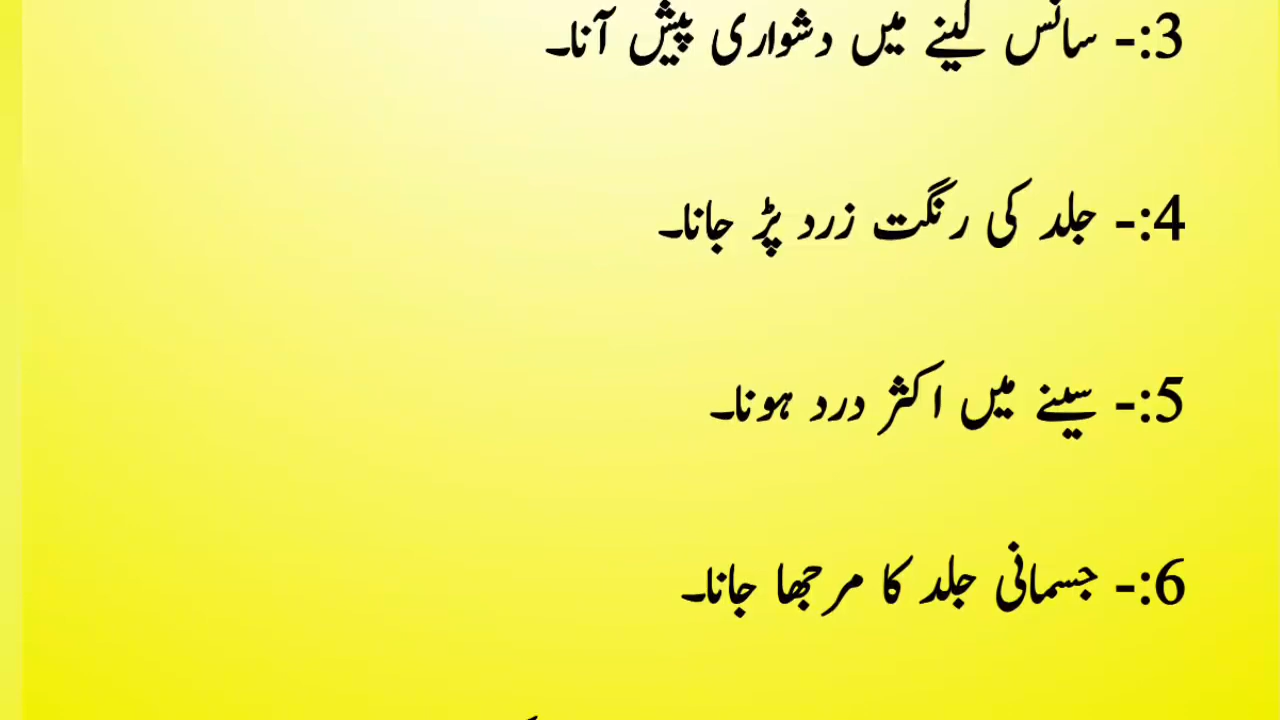 3:- سانس لینے میں دشواری پیش آنا۔
4:- جلد کی رنگت زرد پڑ جانا۔
5:- سینے میں اکثر درد ہونا۔
6:- جسمانی جلد کا مرجھا جانا۔